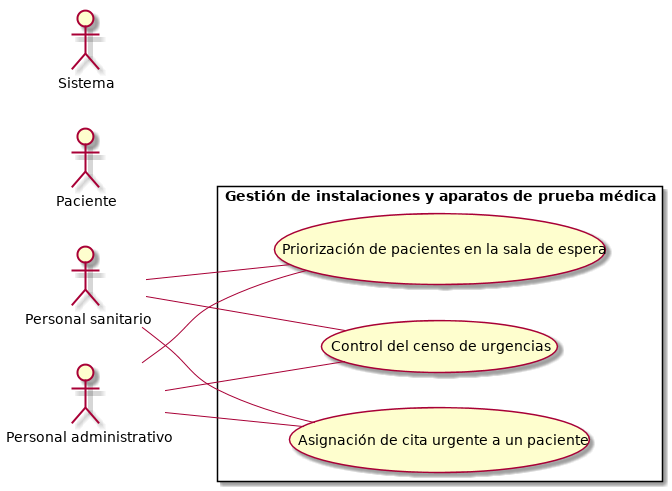 Sistema
Paciente
Personal sanitario
Personal administrativo
Gestión de instalaciones y aparatos de prueba médica
Priorización de pacientes en la sala de espera
Control del censo de urgencias
Asignación de cita urgente a un paciente